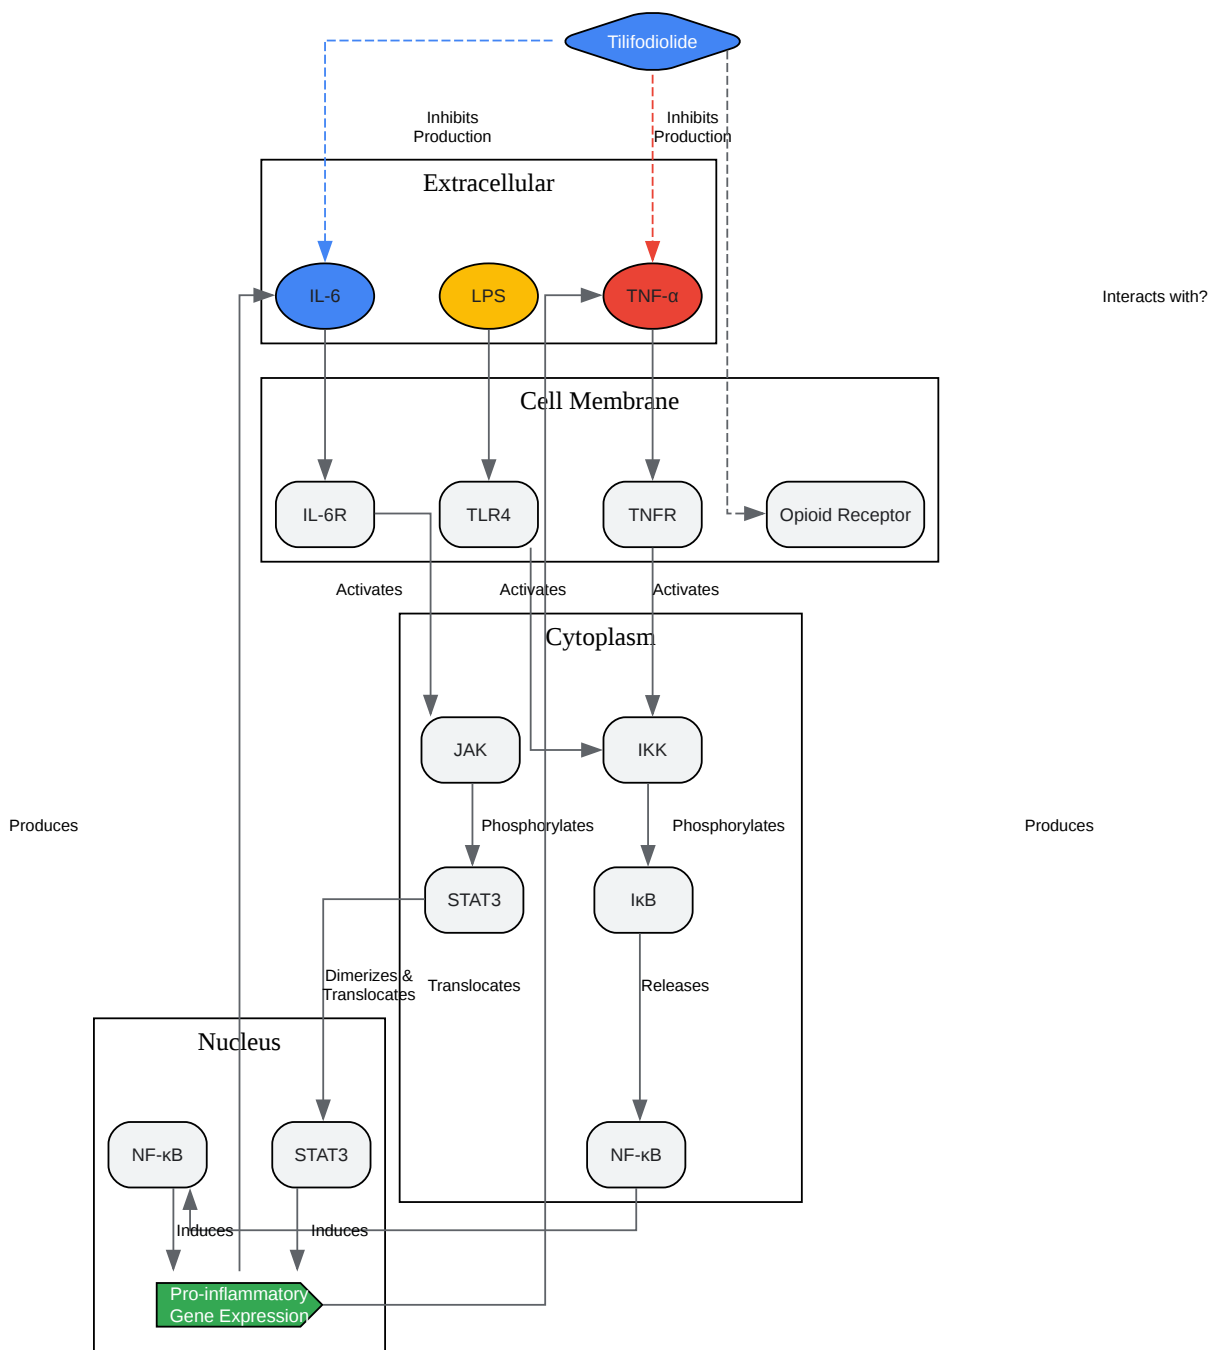 Tilifodiolide
Inhibits
Production
Inhibits
Production
Extracellular
IL-6
LPS
TNF-α
Interacts with?
Cell Membrane
IL-6R
TLR4
TNFR
Opioid Receptor
Activates
Activates
Activates
Cytoplasm
JAK
IKK
Produces
Phosphorylates
Phosphorylates
Produces
STAT3
IκB
Dimerizes &
Translocates
Translocates
Releases
Nucleus
NF-κB
STAT3
NF-κB
Induces
Induces
Pro-inflammatory
Gene Expression